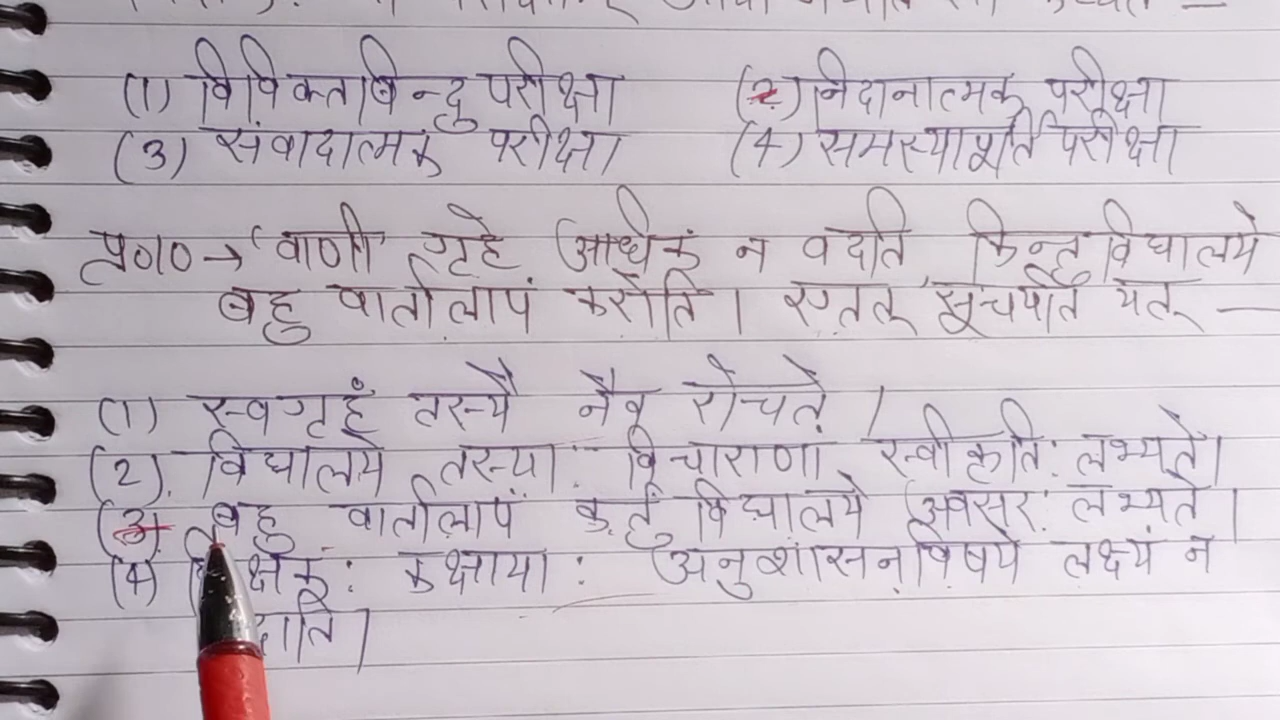 (1) विविक्तबिन्दु परीक्षा (2) निदानात्मक परीक्षा
(3) संवादात्मक परीक्षा (4) समस्याश्रति परीक्षा
प्र०10→ 'वाणी' गृहे अधिकं न वदति किन्तु विद्यालये
बहु वार्तालापं करोति। एतत् सूचयति यत् —
(1) स्वगृहं तस्यै नैव रोचते।
(2) विद्यालये तस्याः विचाराणां स्वीकृतिः लभ्यते।
(3) बहु वार्तालापं कर्तुं विद्यालये अवसरः लभ्यते।
(4) कक्षायाः अनुशासनविषये लक्ष्यं न